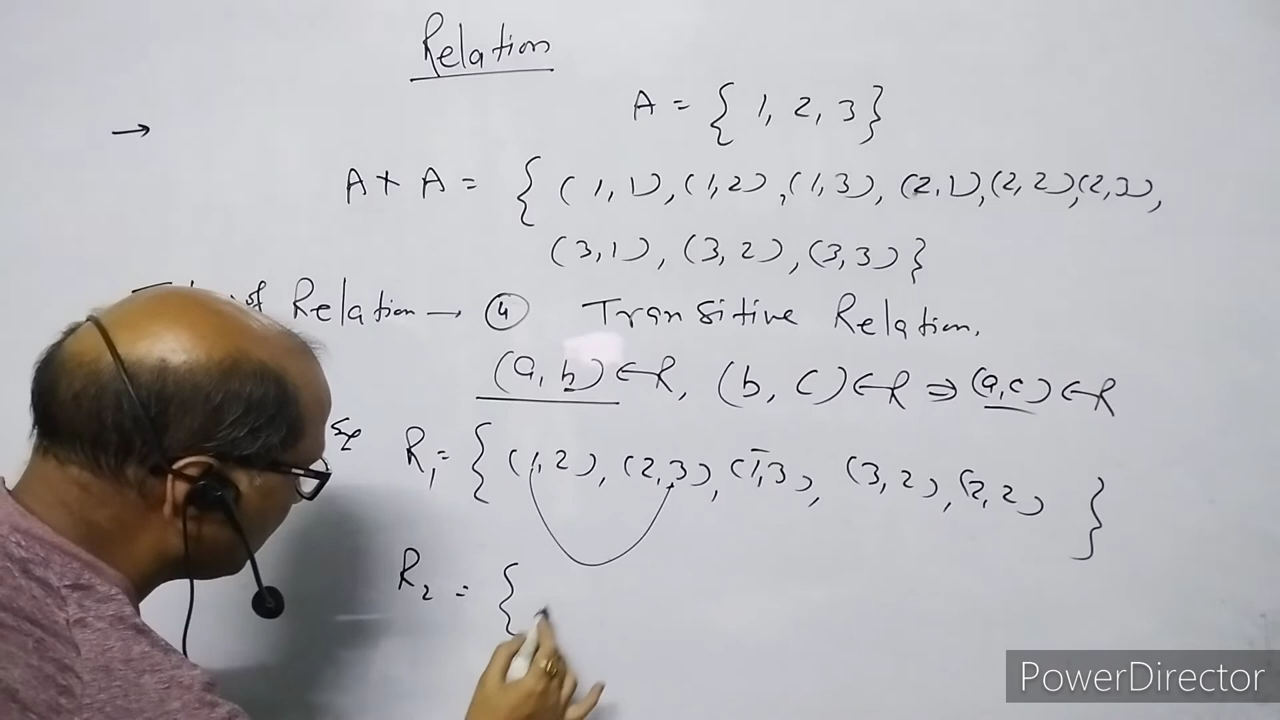 Relation
→ A = { 1, 2, 3}
A × A = { (1,1), (1,2), (1,3), (2,1), (2,2) (2,3),
(3,1), (3,2), (3,3) }
of Relation → ④ Transitive Relation.
(a, b) ∈ R, (b, c) ∈ R ⇒ (a,c) ∈ R
R₁ = { (1,2), (2,3), (1,3), (3,2), (2,2) }
R₂ = {
PowerDirector